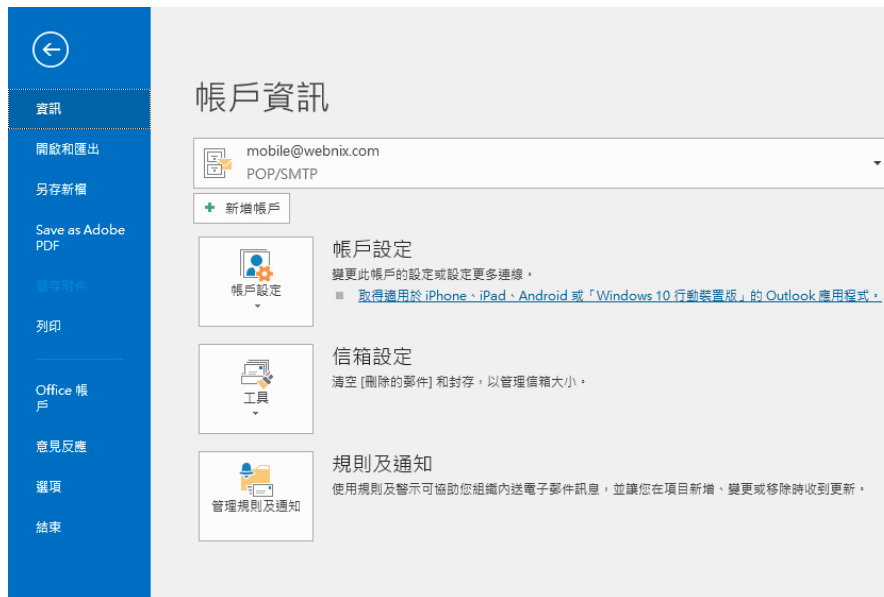 資訊
開啟和匯出
另存新檔
Save as Adobe
PDF
儲存附件
列印
Office 帳
戶
意見反應
選項
結束
帳戶資訊
mobile@webnix.com
POP/SMTP
新增帳戶
帳戶設定
帳戶設定
變更此帳戶的設定或設定更多連線。
取得適用於 iPhone、iPad、Android 或「Windows 10 行動裝置版」的 Outlook 應用程式。
工具
信箱設定
清空 [刪除的郵件] 和封存，以管理信箱大小。
管理規則及通知
規則及通知
使用規則及警示可協助您組織內送電子郵件訊息，並讓您在項目新增、變更或移除時收到更新。